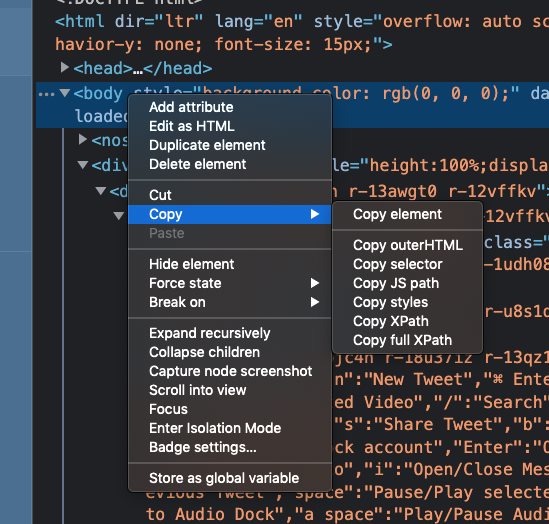 <!DOCTYPE html>
<html dir="ltr" lang="en" style="overflow: auto sc
havior-y: none; font-size: 15px;">
<head>…</head>
<body style="background-color: rgb(0, 0, 0);" da
loaded
<nos
<div le="height:100%;displa
<d n r-13awgt0 r-12vffkv">
r-12vffkv
class="
-1udh08
r-u8s1d
jc4n r-18u37iz r-13qz1
n":"New Tweet","⌘ Ente
ed Video","/":"Search"
"s":"Share Tweet","b":
ck account","Enter":"O
o","i":"Open/Close Mes
evious Tweet","space":"Pause/Play selecte
to Audio Dock","a space":"Play/Pause Audi
Add attribute
Edit as HTML
Duplicate element
Delete element
Cut
Copy
Paste
Hide element
Force state
Break on
Expand recursively
Collapse children
Capture node screenshot
Scroll into view
Focus
Enter Isolation Mode
Badge settings...
Store as global variable
Copy element
Copy outerHTML
Copy selector
Copy JS path
Copy styles
Copy XPath
Copy full XPath